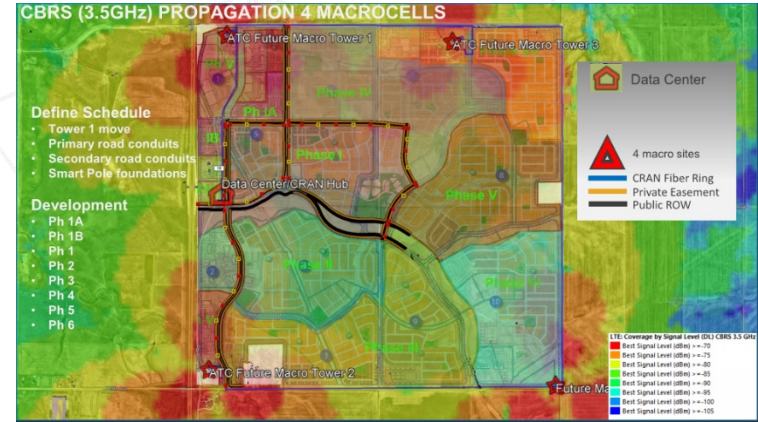 CBRS (3.5GHz) PROPAGATION 4 MACROCELLS
ATC Future Macro Tower 1
ATC Future Macro Tower 3
Ph V
Phase IV
Ph IA
IB
Phase I
Data Center/CRAN Hub
Phase V
Phase II
Phase III
ATC Future Macro Tower 2
Future Ma
Define Schedule
• Tower 1 move
• Primary road conduits
• Secondary road conduits
• Smart Pole foundations
Development
• Ph 1A
• Ph 1B
• Ph 1
• Ph 2
• Ph 3
• Ph 4
• Ph 5
• Ph 6
Data Center
4 macro sites
CRAN Fiber Ring
Private Easement
Public ROW
LTE: Coverage by Signal Level (DL) CBRS 3.5 GHz
Best Signal Level (dBm) >=-70
Best Signal Level (dBm) >=-75
Best Signal Level (dBm) >=-80
Best Signal Level (dBm) >=-85
Best Signal Level (dBm) >=-90
Best Signal Level (dBm) >=-95
Best Signal Level (dBm) >=-100
Best Signal Level (dBm) >=-105